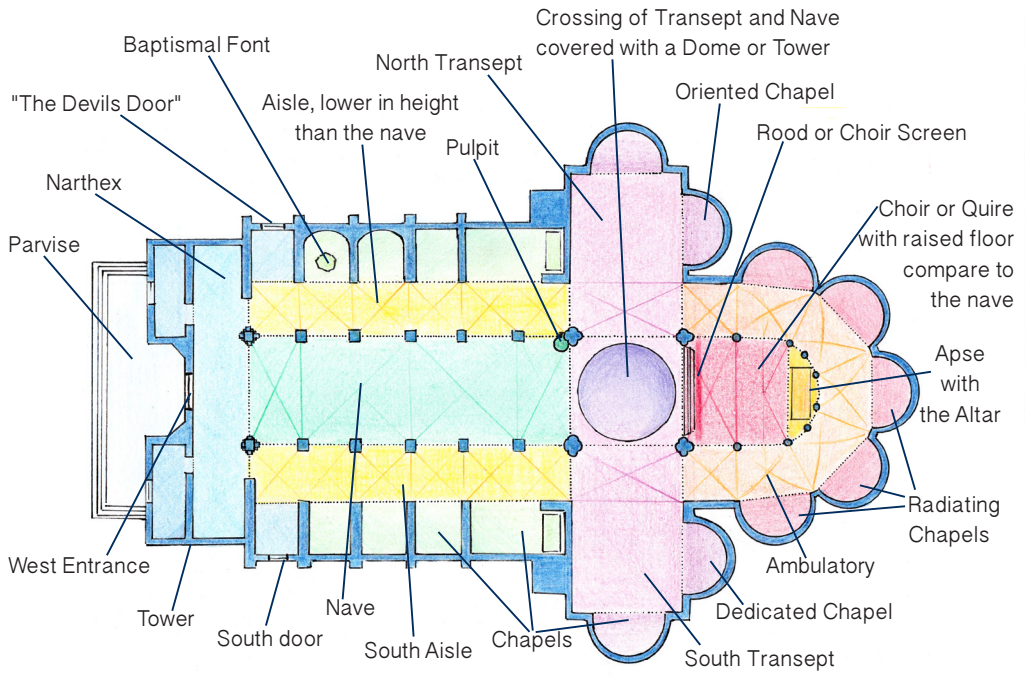 Crossing of Transept and Nave
covered with a Dome or Tower
Baptismal Font
North Transept
Oriented Chapel
"The Devils Door"
Aisle, lower in height
than the nave
Rood or Choir Screen
Pulpit
Narthex
Choir or Quire
with raised floor
compare to
the nave
Parvise
Apse
with
the Altar
Radiating
Chapels
West Entrance
Ambulatory
Nave
Dedicated Chapel
Tower
South door
South Aisle
Chapels
South Transept